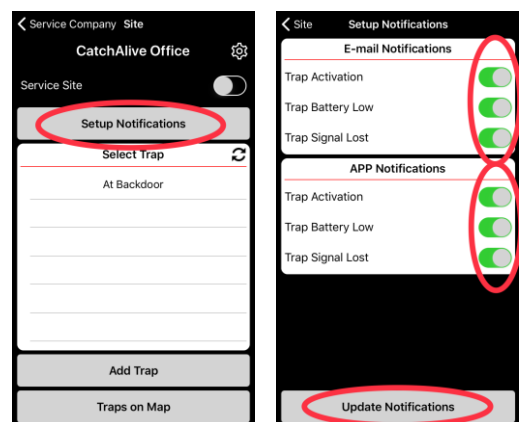 Service Company Site
CatchAlive Office
Service Site
Setup Notifications
Select Trap
At Backdoor
Add Trap
Traps on Map
Site Setup Notifications
E-mail Notifications
Trap Activation
Trap Battery Low
Trap Signal Lost
APP Notifications
Trap Activation
Trap Battery Low
Trap Signal Lost
Update Notifications